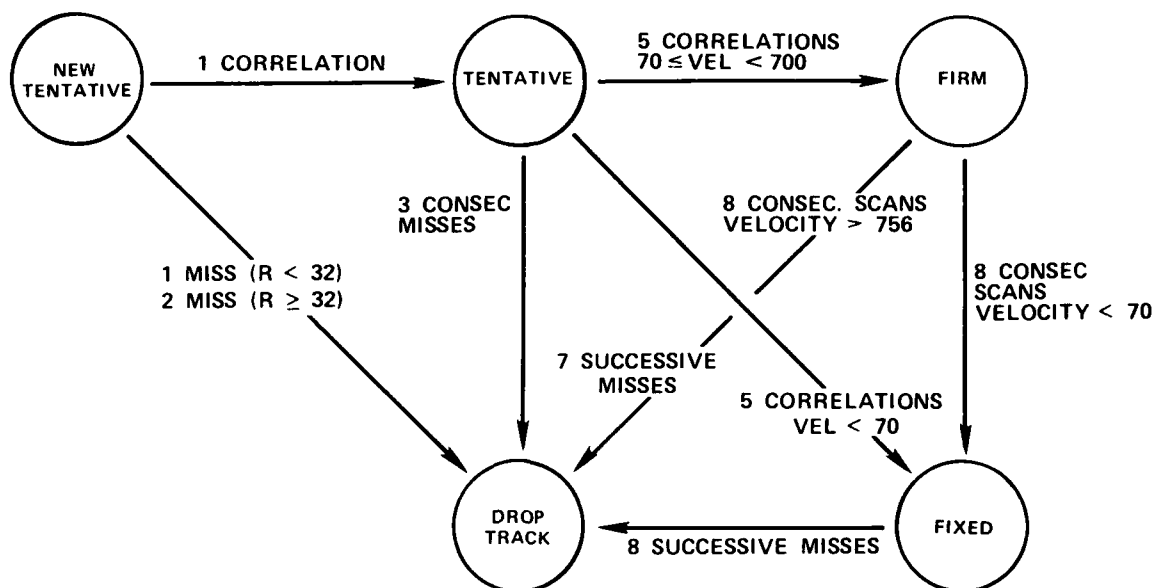 NEW
TENTATIVE
1 CORRELATION
TENTATIVE
5 CORRELATIONS
70 ≤ VEL < 700
FIRM
3 CONSEC
MISSES
8 CONSEC. SCANS
VELOCITY > 756
1 MISS (R < 32)
2 MISS (R ≥ 32)
8 CONSEC
SCANS
VELOCITY < 70
7 SUCCESSIVE
MISSES
5 CORRELATIONS
VEL < 70
DROP
TRACK
8 SUCCESSIVE MISSES
FIXED